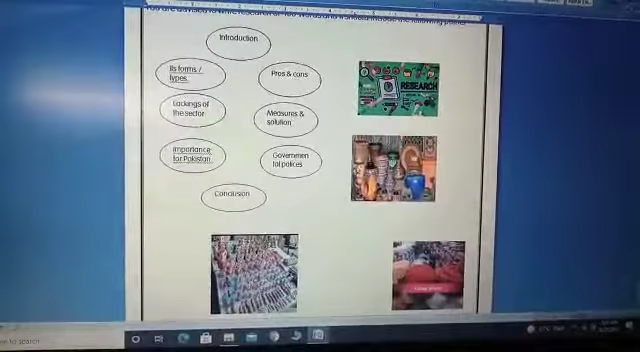 Introduction
Its forms /
types.
Pros & cons
Lackings of
the sector
Measures &
solution
Importance
for Pakistan.
Governmen
tal polices
Conclusion
RESEARCH